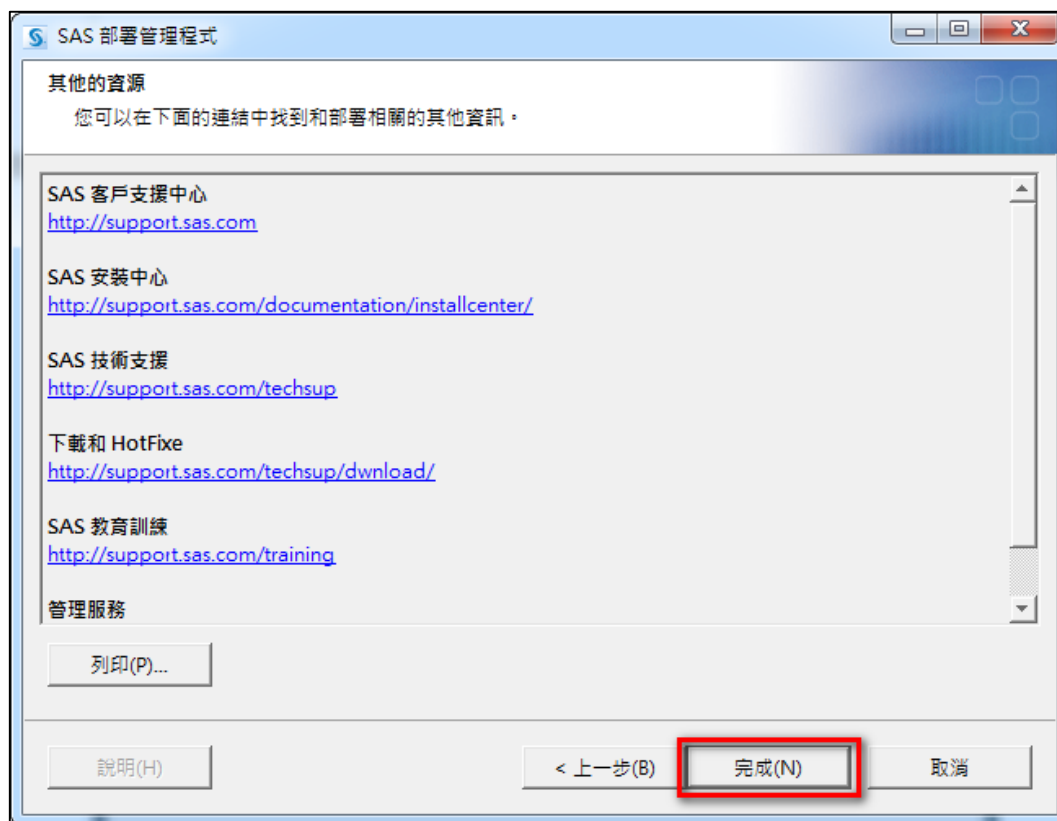 SAS 部署管理程式
其他的資源
您可以在下面的連結中找到和部署相關的其他資訊。
SAS 客戶支援中心
http://support.sas.com
SAS 安裝中心
http://support.sas.com/documentation/installcenter/
SAS 技術支援
http://support.sas.com/techsup
下載和 HotFixe
http://support.sas.com/techsup/dwnload/
SAS 教育訓練
http://support.sas.com/training
管理服務
列印(P)...
說明(H)
< 上一步(B)
完成(N)
取消